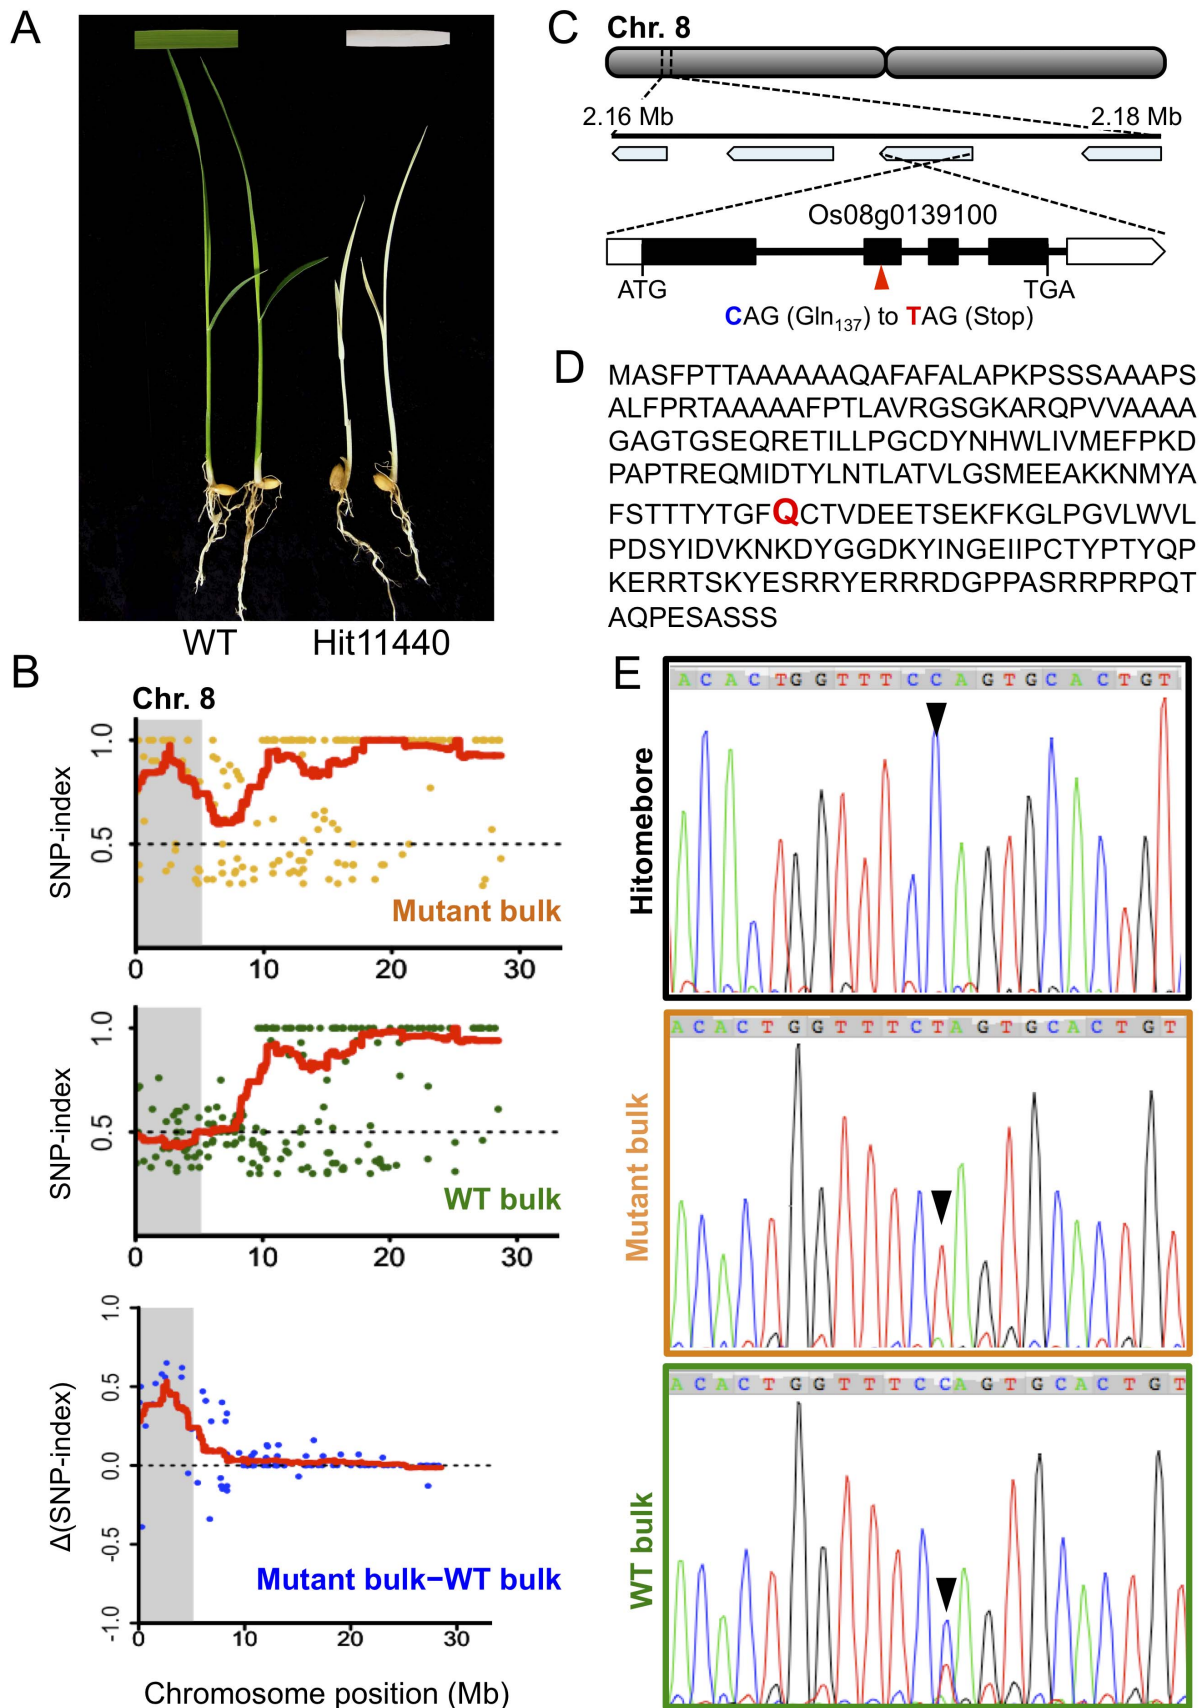 A
WT
Hit11440
B
Chr. 8
SNP-index
1.0
0.5
Mutant bulk
0
10
20
30
SNP-index
1.0
0.5
WT bulk
0
10
20
30
Δ(SNP-index)
1.0
0.5
0.0
-0.5
-1.0
Mutant bulk−WT bulk
0
10
20
30
Chromosome position (Mb)
C
Chr. 8
2.16 Mb
2.18 Mb
Os08g0139100
ATG
TGA
CAG (Gln137) to TAG (Stop)
D
MASFPTTAAAAAAQAFAFALAPKPSSSAAAPS
ALFPRTAAAAAFPTLAVRGSGKARQPVVAAAA
GAGTGSEQRETILLPGCDYNHWLIVMEFPKD
PAPTREQMIDTYLNTLATVLGSMEEAKKNMYA
FSTTTYTGFQCTVDEETSEKFKGLPGVLWVL
PDSYIDVKNKDYGGDKYINGEIIPCTYPTYQP
KERRTSKYESRRYERRRDGPPASRRPRPQT
AQPESASSS
E
Hitomebore
ACACTGGTTTCCAGTGCACTGT
Mutant bulk
ACACTGGTTTCTAGTGCACTGT
WT bulk
ACACTGGTTTCCAGTGCACTGT